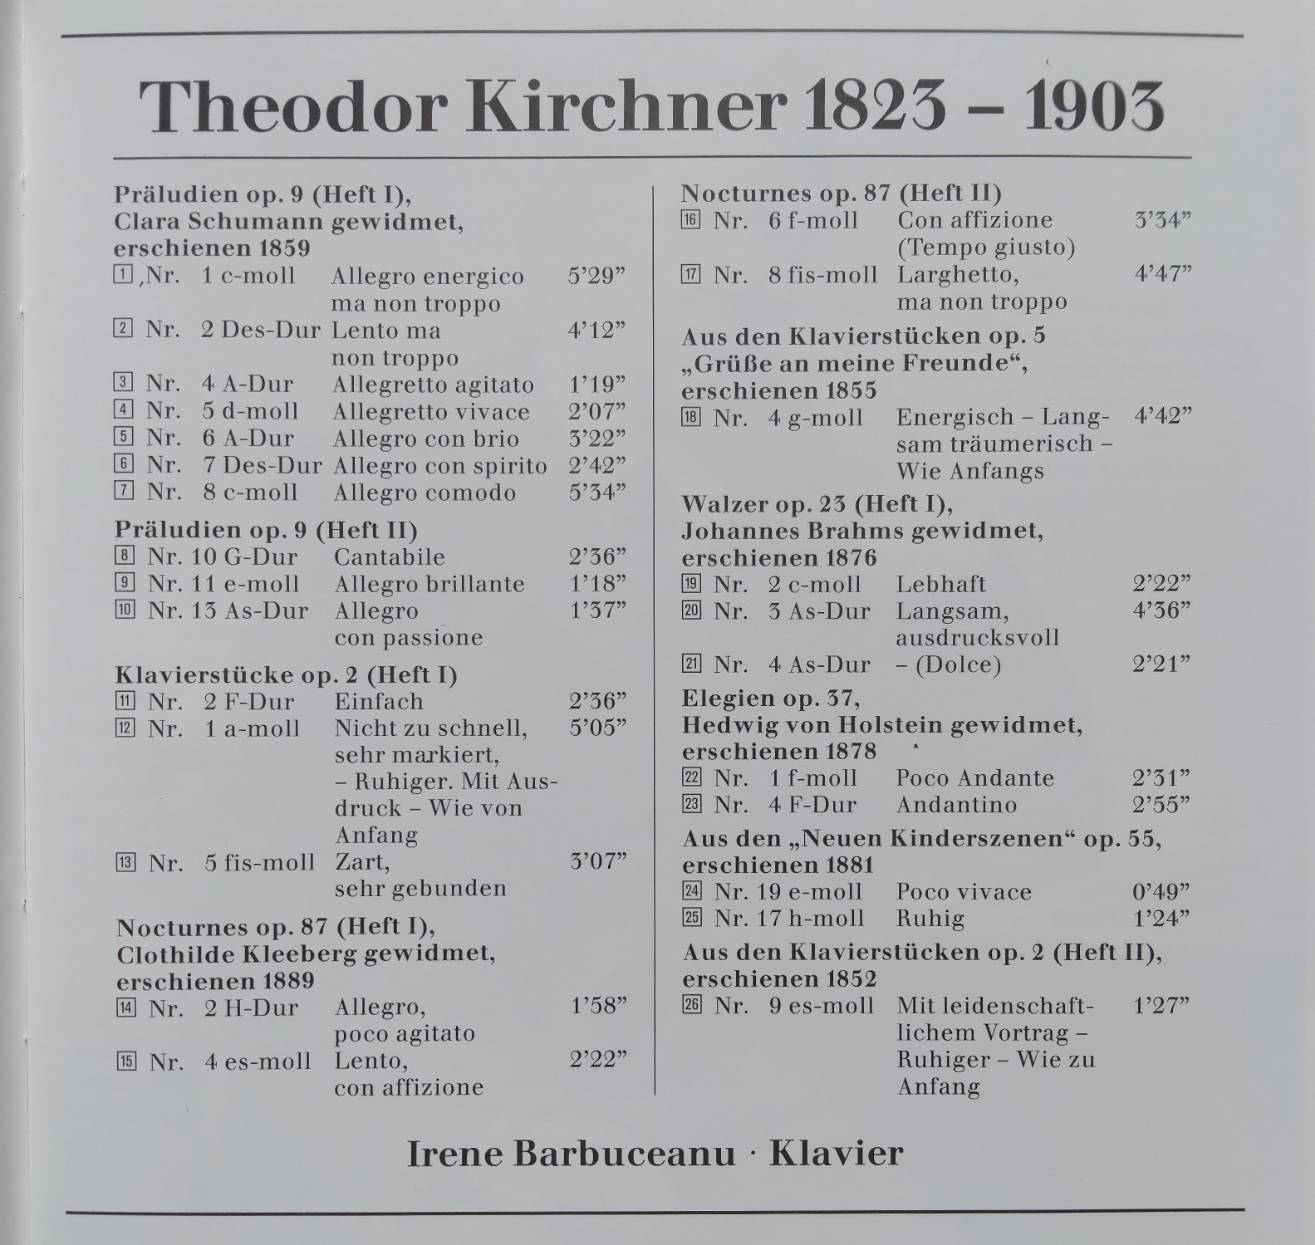 Theodor Kirchner 1823 – 1903
Präludien op. 9 (Heft I),
Clara Schumann gewidmet,
erschienen 1859
1 Nr. 1 c-moll Allegro energico 5’29”
ma non troppo
2 Nr. 2 Des-Dur Lento ma 4’12”
non troppo
3 Nr. 4 A-Dur Allegretto agitato 1’19”
4 Nr. 5 d-moll Allegretto vivace 2’07”
5 Nr. 6 A-Dur Allegro con brio 3’22”
6 Nr. 7 Des-Dur Allegro con spirito 2’42”
7 Nr. 8 c-moll Allegro comodo 5’34”
Präludien op. 9 (Heft II)
8 Nr. 10 G-Dur Cantabile 2’36”
9 Nr. 11 e-moll Allegro brillante 1’18”
10 Nr. 13 As-Dur Allegro 1’37”
con passione
Klavierstücke op. 2 (Heft I)
11 Nr. 2 F-Dur Einfach 2’36”
12 Nr. 1 a-moll Nicht zu schnell, 5’05”
sehr markiert,
– Ruhiger. Mit Aus-
druck – Wie von
Anfang
13 Nr. 5 fis-moll Zart, 3’07”
sehr gebunden
Nocturnes op. 87 (Heft I),
Clothilde Kleeberg gewidmet,
erschienen 1889
14 Nr. 2 H-Dur Allegro, 1’58”
poco agitato
15 Nr. 4 es-moll Lento, 2’22”
con affizione
Nocturnes op. 87 (Heft II)
16 Nr. 6 f-moll Con affizione 3’34”
(Tempo giusto)
17 Nr. 8 fis-moll Larghetto, 4’47”
ma non troppo
Aus den Klavierstücken op. 5
„Grüße an meine Freunde“,
erschienen 1855
18 Nr. 4 g-moll Energisch – Lang- 4’42”
sam träumerisch –
Wie Anfangs
Walzer op. 23 (Heft I),
Johannes Brahms gewidmet,
erschienen 1876
19 Nr. 2 c-moll Lebhaft 2’22”
20 Nr. 3 As-Dur Langsam, 4’36”
ausdrucksvoll
21 Nr. 4 As-Dur – (Dolce) 2’21”
Elegien op. 37,
Hedwig von Holstein gewidmet,
erschienen 1878
22 Nr. 1 f-moll Poco Andante 2’31”
23 Nr. 4 F-Dur Andantino 2’55”
Aus den „Neuen Kinderszenen“ op. 55,
erschienen 1881
24 Nr. 19 e-moll Poco vivace 0’49”
25 Nr. 17 h-moll Ruhig 1’24”
Aus den Klavierstücken op. 2 (Heft II),
erschienen 1852
26 Nr. 9 es-moll Mit leidenschaft- 1’27”
lichem Vortrag –
Ruhiger – Wie zu
Anfang
Irene Barbuceanu · Klavier